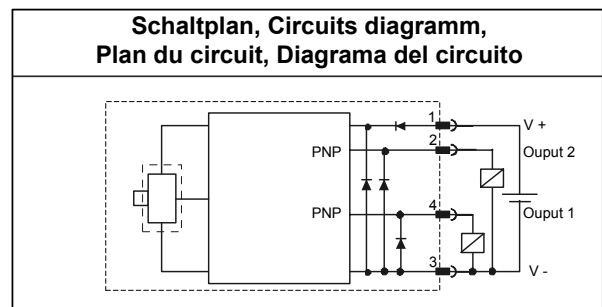 Schaltplan, Circuits diagramm,
Plan du circuit, Diagrama del circuito
1
V +
PNP
2
Ouput 2
PNP
4
Ouput 1
3
V -